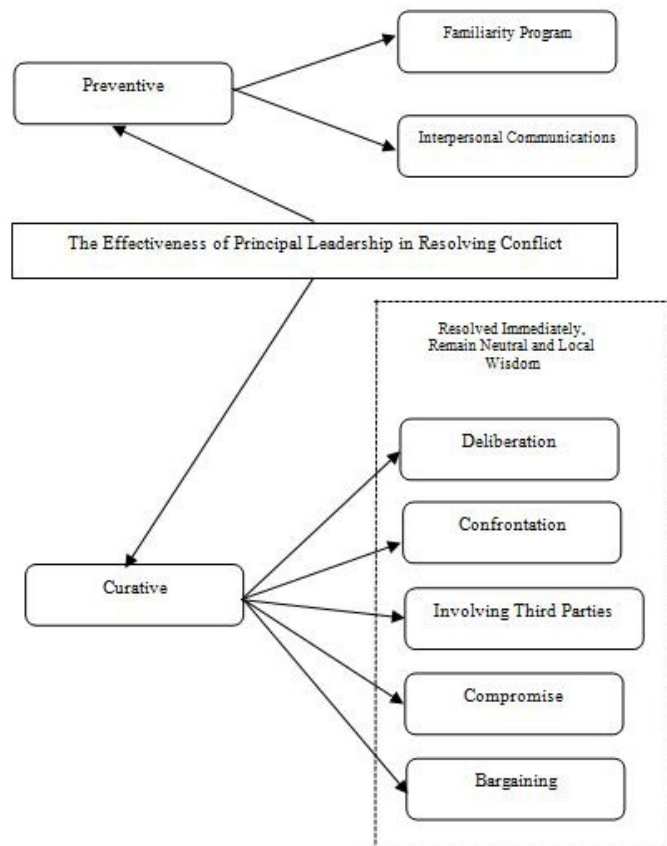 Familiarity Program
Preventive
Interpersonal Communications
The Effectiveness of Principal Leadership in Resolving Conflict
Resolved Immediately,
Remain Neutral and Local
Wisdom
Deliberation
Confrontation
Curative
Involving Third Parties
Compromise
Bargaining